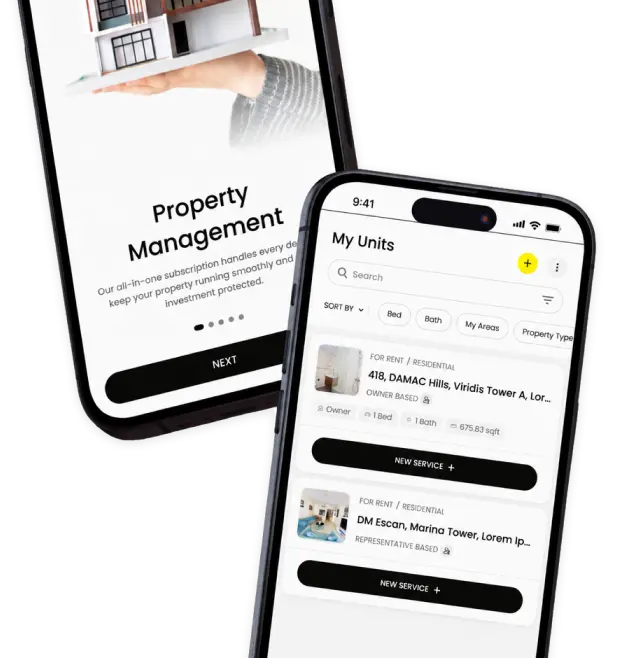 Property
Management
Our all-in-one subscription handles every de
keep your property running smoothly and
investment protected.
NEXT
9:41
My Units
Search
SORT BY
Bed
Bath
My Areas
Property Type
FOR RENT / RESIDENTIAL
418, DAMAC Hills, Viridis Tower A, Lor...
OWNER BASED
Owner
1 Bed
1 Bath
675.83 sqft
NEW SERVICE +
FOR RENT / RESIDENTIAL
DM Escan, Marina Tower, Lorem Ip...
REPRESENTATIVE BASED
NEW SERVICE +